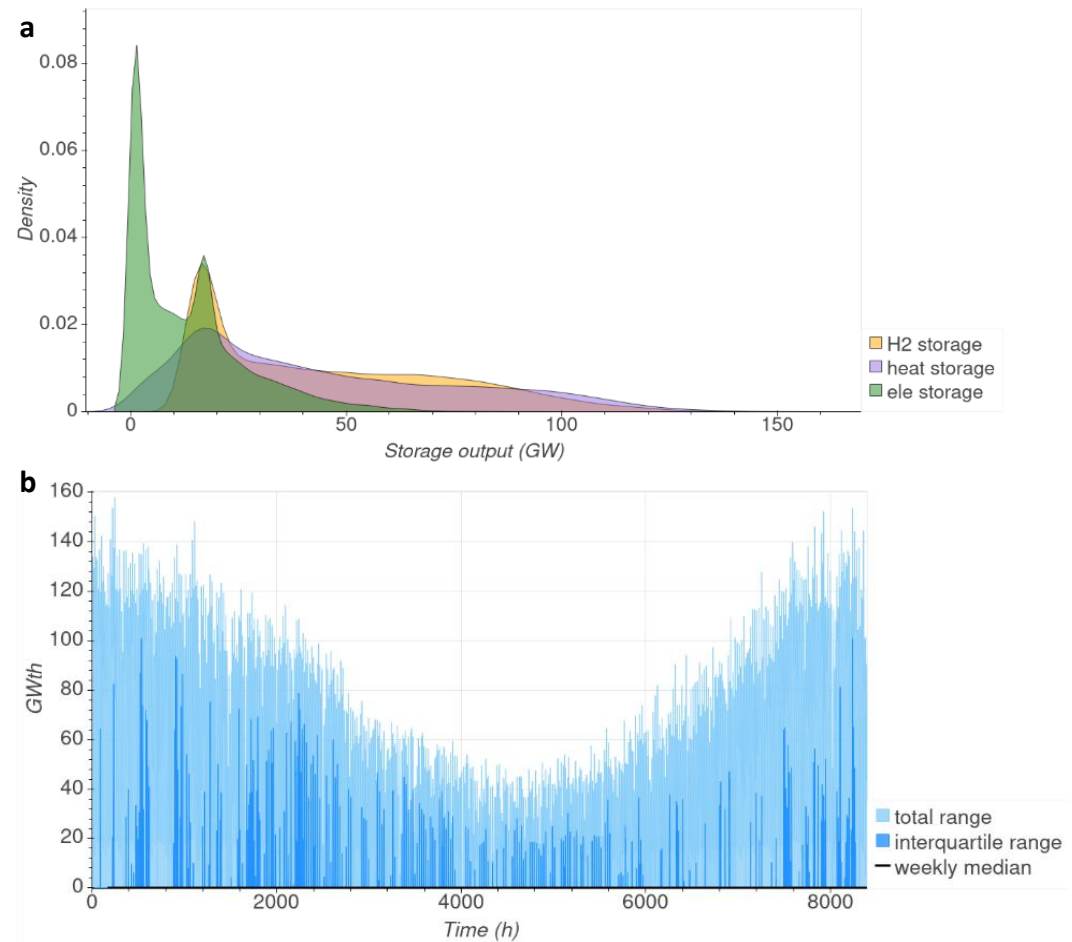 a
0.08
0.06
0.04
0.02
0
Density
0 50 100 150
Storage output (GW)
H2 storage
heat storage
ele storage
b
160
140
120
100
80
60
40
20
0
GWth
0 2000 4000 6000 8000
Time (h)
total range
interquartile range
weekly median